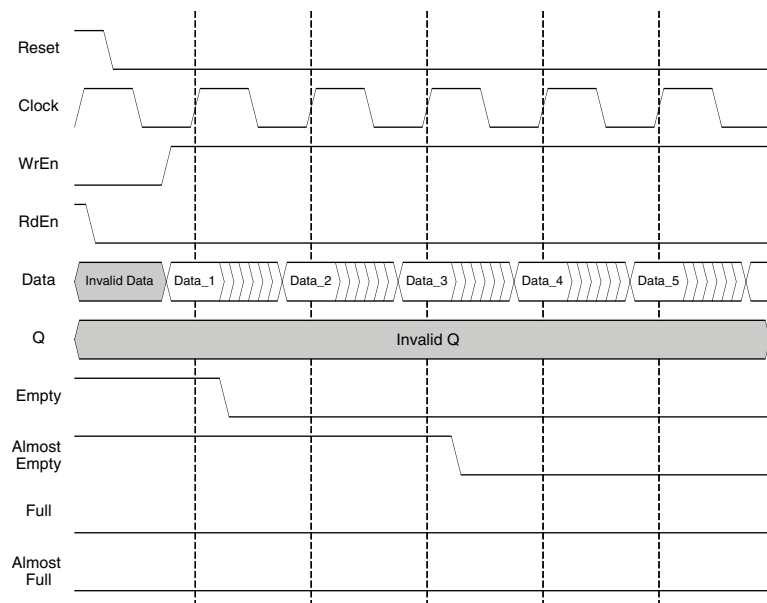 Reset
Clock
WrEn
RdEn
Data
Invalid Data
Data_1
Data_2
Data_3
Data_4
Data_5
Q
Invalid Q
Empty
Almost
Empty
Full
Almost
Full